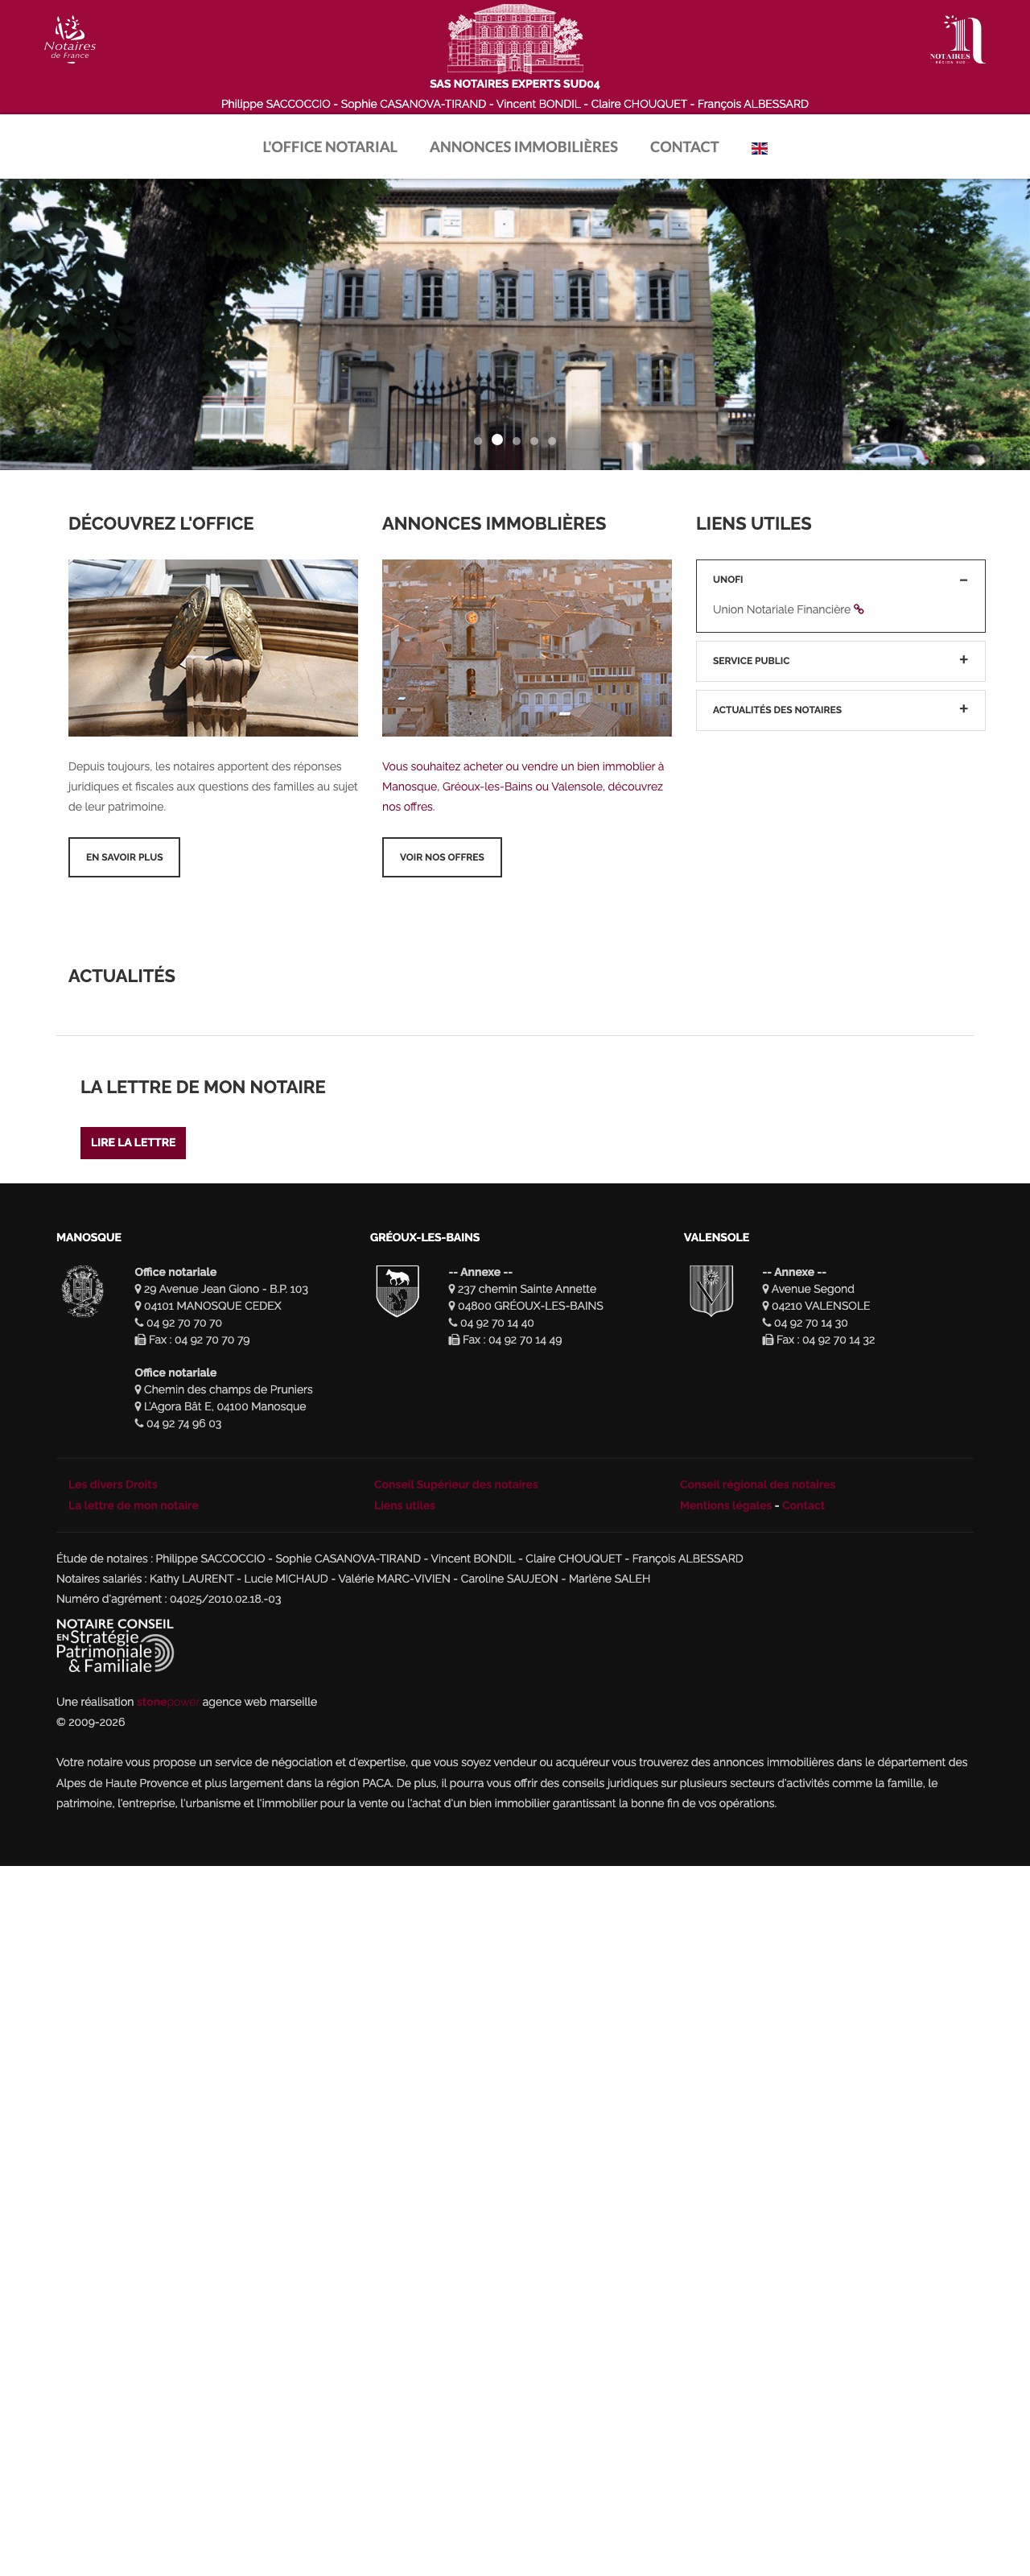 Notaires
de France
NOTAIRES
RÉGION SUD
SAS NOTAIRES EXPERTS SUD04
Philippe SACCOCCIO - Sophie CASANOVA-TIRAND - Vincent BONDIL - Claire CHOUQUET - François ALBESSARD
L'OFFICE NOTARIAL
ANNONCES IMMOBILIÈRES
CONTACT
DÉCOUVREZ L'OFFICE
Depuis toujours, les notaires apportent des réponses
juridiques et fiscales aux questions des familles au sujet
de leur patrimoine.
EN SAVOIR PLUS
ANNONCES IMMOBLIÈRES
Vous souhaitez acheter ou vendre un bien immoblier à
Manosque, Gréoux-les-Bains ou Valensole, découvrez
nos offres.
VOIR NOS OFFRES
LIENS UTILES
UNOFI
Union Notariale Financière
SERVICE PUBLIC
ACTUALITÉS DES NOTAIRES
ACTUALITÉS
LA LETTRE DE MON NOTAIRE
LIRE LA LETTRE
MANOSQUE
Office notariale
29 Avenue Jean Giono - B.P. 103
04101 MANOSQUE CEDEX
04 92 70 70 70
Fax : 04 92 70 70 79
Office notariale
Chemin des champs de Pruniers
L'Agora Bât E, 04100 Manosque
04 92 74 96 03
GRÉOUX-LES-BAINS
-- Annexe --
237 chemin Sainte Annette
04800 GRÉOUX-LES-BAINS
04 92 70 14 40
Fax : 04 92 70 14 49
VALENSOLE
-- Annexe --
Avenue Segond
04210 VALENSOLE
04 92 70 14 30
Fax : 04 92 70 14 32
Les divers Droits
La lettre de mon notaire
Conseil Supérieur des notaires
Liens utiles
Conseil régional des notaires
Mentions légales - Contact
Étude de notaires : Philippe SACCOCCIO - Sophie CASANOVA-TIRAND - Vincent BONDIL - Claire CHOUQUET - François ALBESSARD
Notaires salariés : Kathy LAURENT - Lucie MICHAUD - Valérie MARC-VIVIEN - Caroline SAUJEON - Marlène SALEH
Numéro d'agrément : 04025/2010.02.18.-03
NOTAIRE CONSEIL
EN Stratégie
Patrimoniale
& Familiale
Une réalisation stonepower agence web marseille
© 2009-2026
Votre notaire vous propose un service de négociation et d'expertise, que vous soyez vendeur ou acquéreur vous trouverez des annonces immobilières dans le département des
Alpes de Haute Provence et plus largement dans la région PACA. De plus, il pourra vous offrir des conseils juridiques sur plusieurs secteurs d'activités comme la famille, le
patrimoine, l'entreprise, l'urbanisme et l'immobilier pour la vente ou l'achat d'un bien immobilier garantissant la bonne fin de vos opérations.